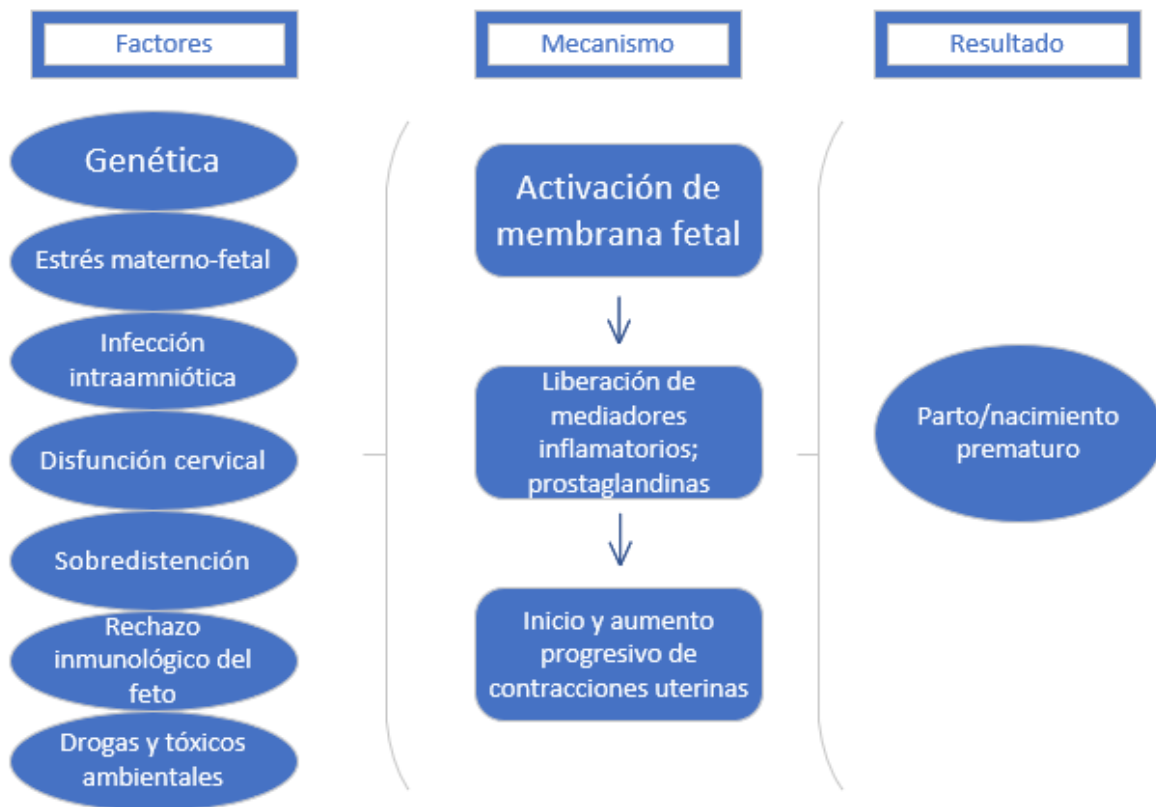 Factores
Mecanismo
Resultado
Genética
Estrés materno-fetal
Infección
intraamniótica
Disfunción cervical
Sobredistención
Rechazo
inmunológico del
feto
Drogas y tóxicos
ambientales
Activación de
membrana fetal
Liberación de
mediadores
inflamatorios;
prostaglandinas
Inicio y aumento
progresivo de
contracciones uterinas
Parto/nacimiento
prematuro